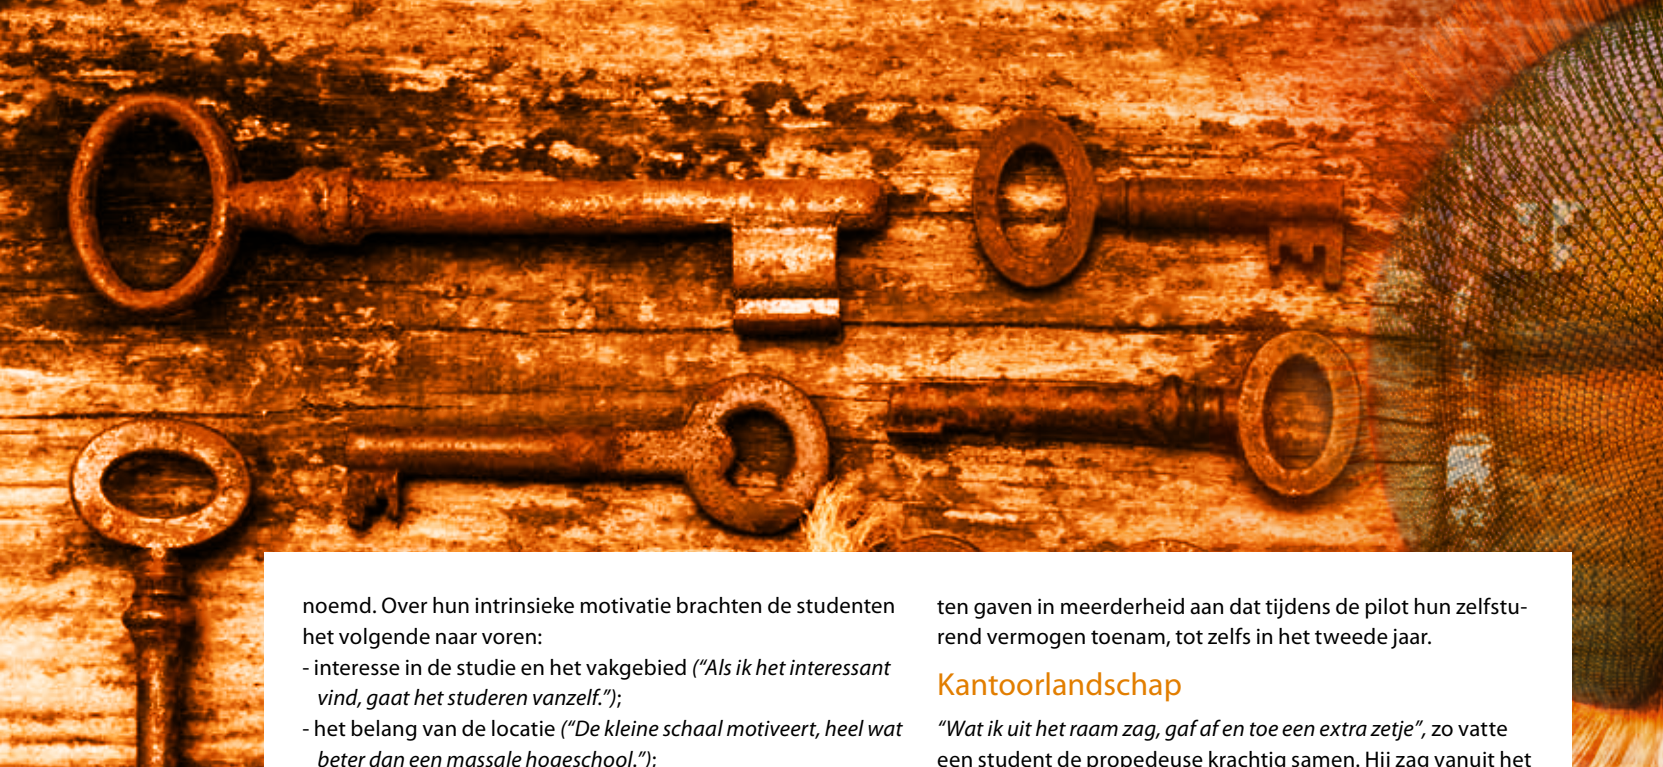 noemd. Over hun intrinsieke motivatie brachten de studenten
het volgende naar voren:
- interesse in de studie en het vakgebied (“Als ik het interessant
vind, gaat het studeren vanzelf.”);
- het belang van de locatie (“De kleine schaal motiveert, heel wat
beter dan een massale hogeschool.”);
ten gaven in meerderheid aan dat tijdens de pilot hun zelfstu-
rend vermogen toenam, tot zelfs in het tweede jaar.
Kantoorlandschap
“Wat ik uit het raam zag, gaf af en toe een extra zetje”, zo vatte
een student de propedeuse krachtig samen. Hij zag vanuit het